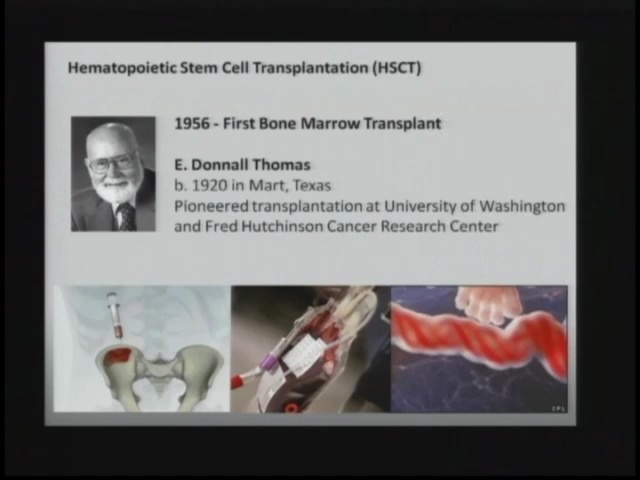 Hematopoietic Stem Cell Transplantation (HSCT)
1956 - First Bone Marrow Transplant
E. Donnall Thomas
b. 1920 in Mart, Texas
Pioneered transplantation at University of Washington
and Fred Hutchinson Cancer Research Center